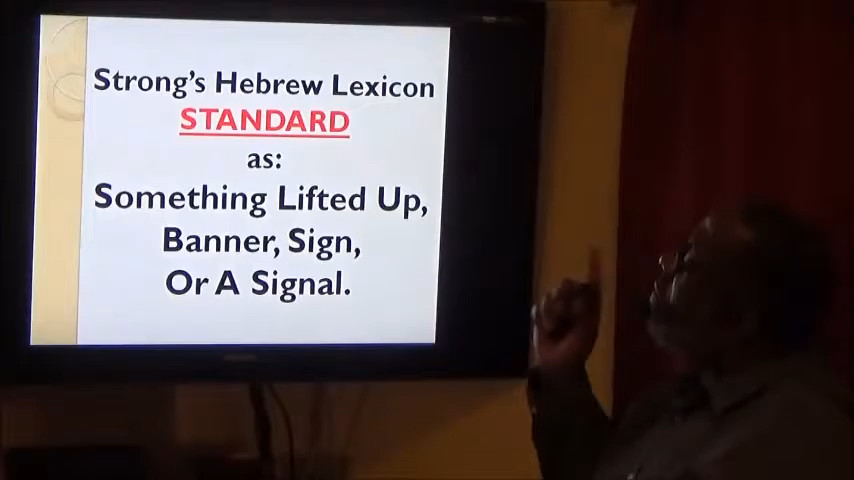 Strong's Hebrew Lexicon
STANDARD
as:
Something Lifted Up,
Banner, Sign,
Or A Signal.